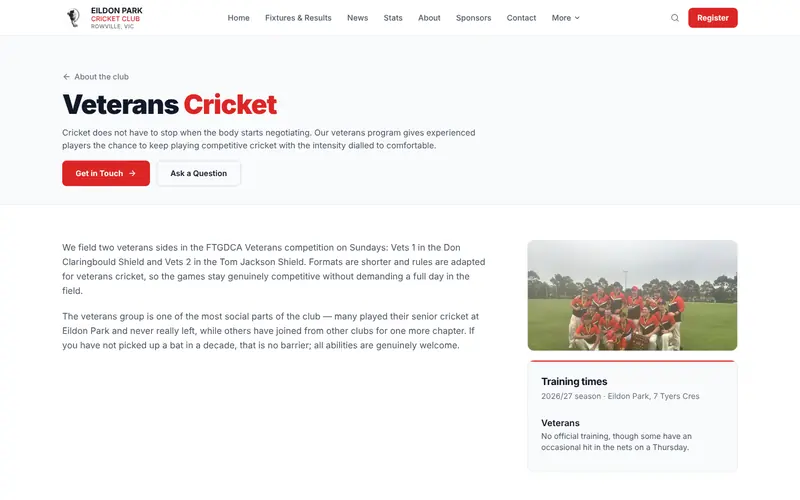 EILDON PARK
CRICKET CLUB
ROWVILLE, VIC
Home
Fixtures & Results
News
Stats
About
Sponsors
Contact
More
Register
← About the club
Veterans Cricket
Cricket does not have to stop when the body starts negotiating. Our veterans program gives experienced
players the chance to keep playing competitive cricket with the intensity dialled to comfortable.
Get in Touch →
Ask a Question
We field two veterans sides in the FTGDCA Veterans competition on Sundays: Vets 1 in the Don
Claringbould Shield and Vets 2 in the Tom Jackson Shield. Formats are shorter and rules are adapted
for veterans cricket, so the games stay genuinely competitive without demanding a full day in the
field.
The veterans group is one of the most social parts of the club — many played their senior cricket at
Eildon Park and never really left, while others have joined from other clubs for one more chapter. If
you have not picked up a bat in a decade, that is no barrier; all abilities are genuinely welcome.
Training times
2026/27 season · Eildon Park, 7 Tyers Cres
Veterans
No official training, though some have an
occasional hit in the nets on a Thursday.